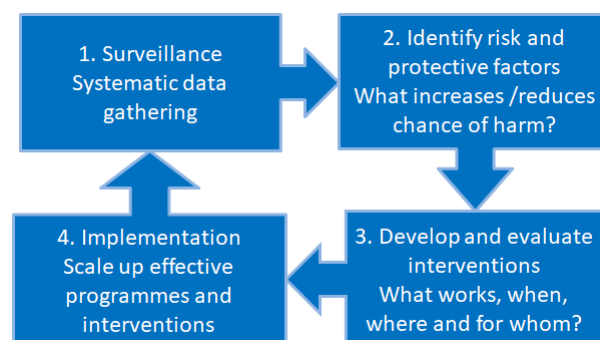 1. Surveillance
Systematic data
gathering
2. Identify risk and
protective factors
What increases /reduces
chance of harm?
3. Develop and evaluate
interventions
What works, when,
where and for whom?
4. Implementation
Scale up effective
programmes and
interventions